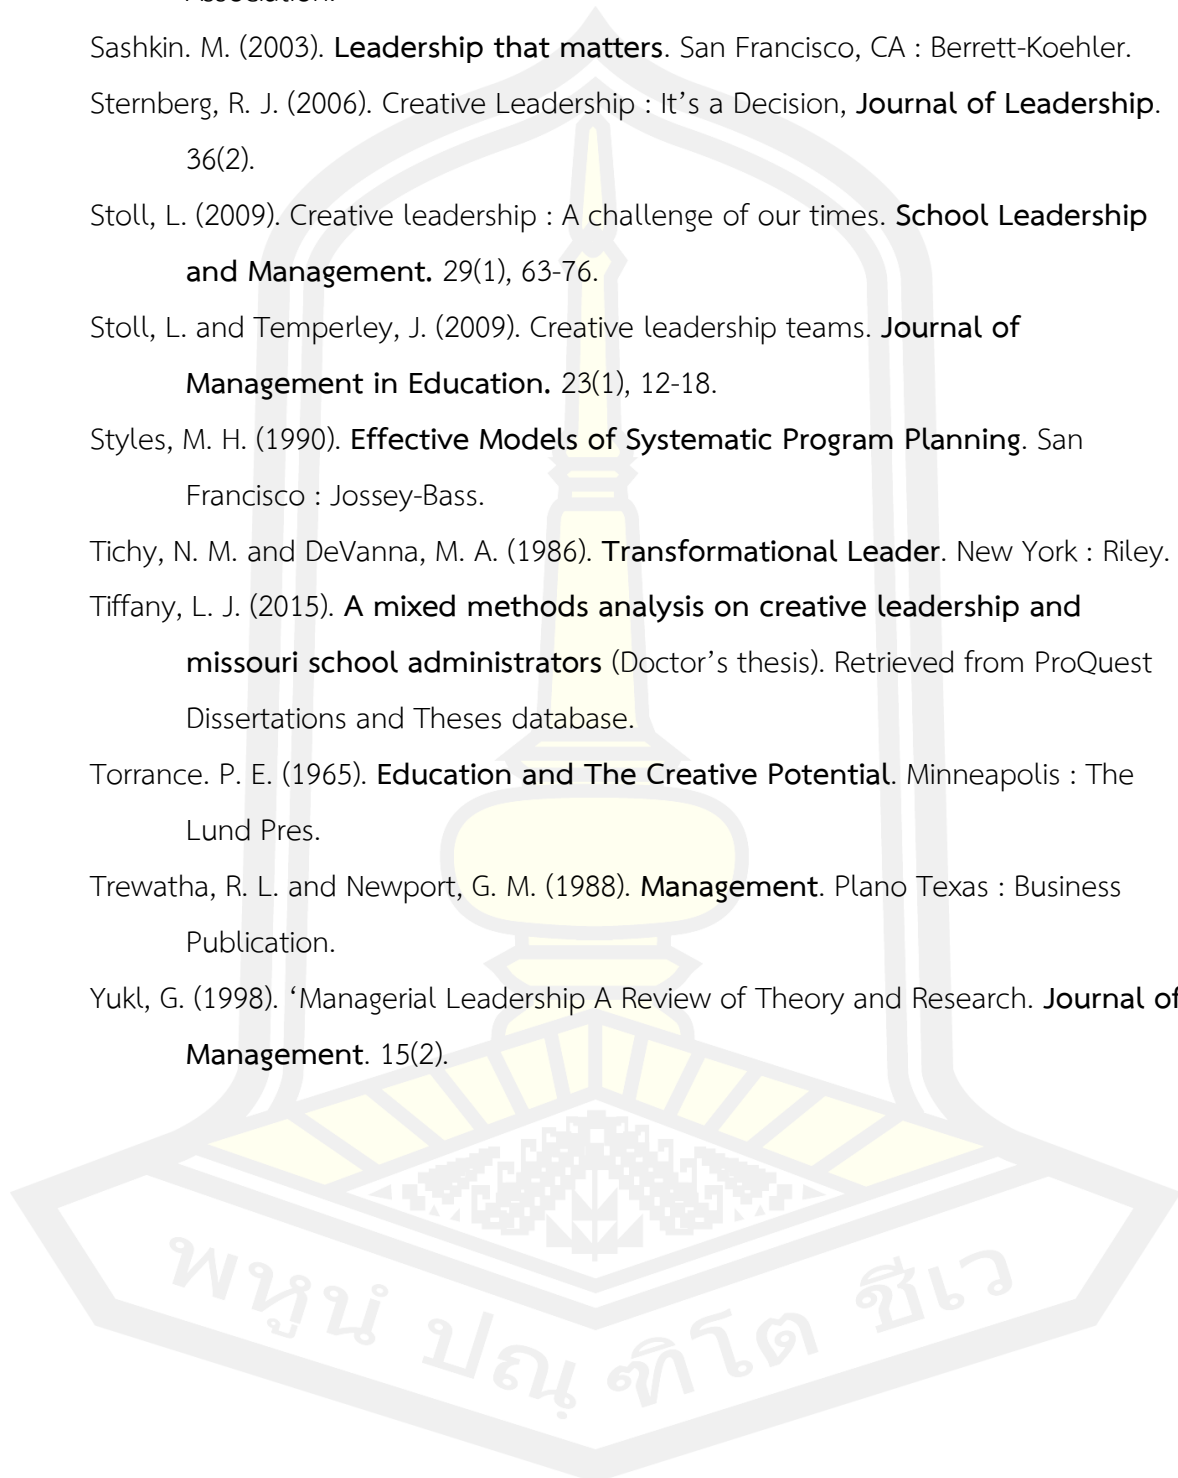 Association.
Sashkin. M. (2003). Leadership that matters. San Francisco, CA : Berrett-Koehler.
Sternberg, R. J. (2006). Creative Leadership : It’s a Decision, Journal of Leadership.
36(2).
Stoll, L. (2009). Creative leadership : A challenge of our times. School Leadership
and Management. 29(1), 63-76.
Stoll, L. and Temperley, J. (2009). Creative leadership teams. Journal of
Management in Education. 23(1), 12-18.
Styles, M. H. (1990). Effective Models of Systematic Program Planning. San
Francisco : Jossey-Bass.
Tichy, N. M. and DeVanna, M. A. (1986). Transformational Leader. New York : Riley.
Tiffany, L. J. (2015). A mixed methods analysis on creative leadership and
missouri school administrators (Doctor’s thesis). Retrieved from ProQuest
Dissertations and Theses database.
Torrance. P. E. (1965). Education and The Creative Potential. Minneapolis : The
Lund Pres.
Trewatha, R. L. and Newport, G. M. (1988). Management. Plano Texas : Business
Publication.
Yukl, G. (1998). ‘Managerial Leadership A Review of Theory and Research. Journal of
Management. 15(2).
พหูนํ ปณฺฑิโต ชีเว